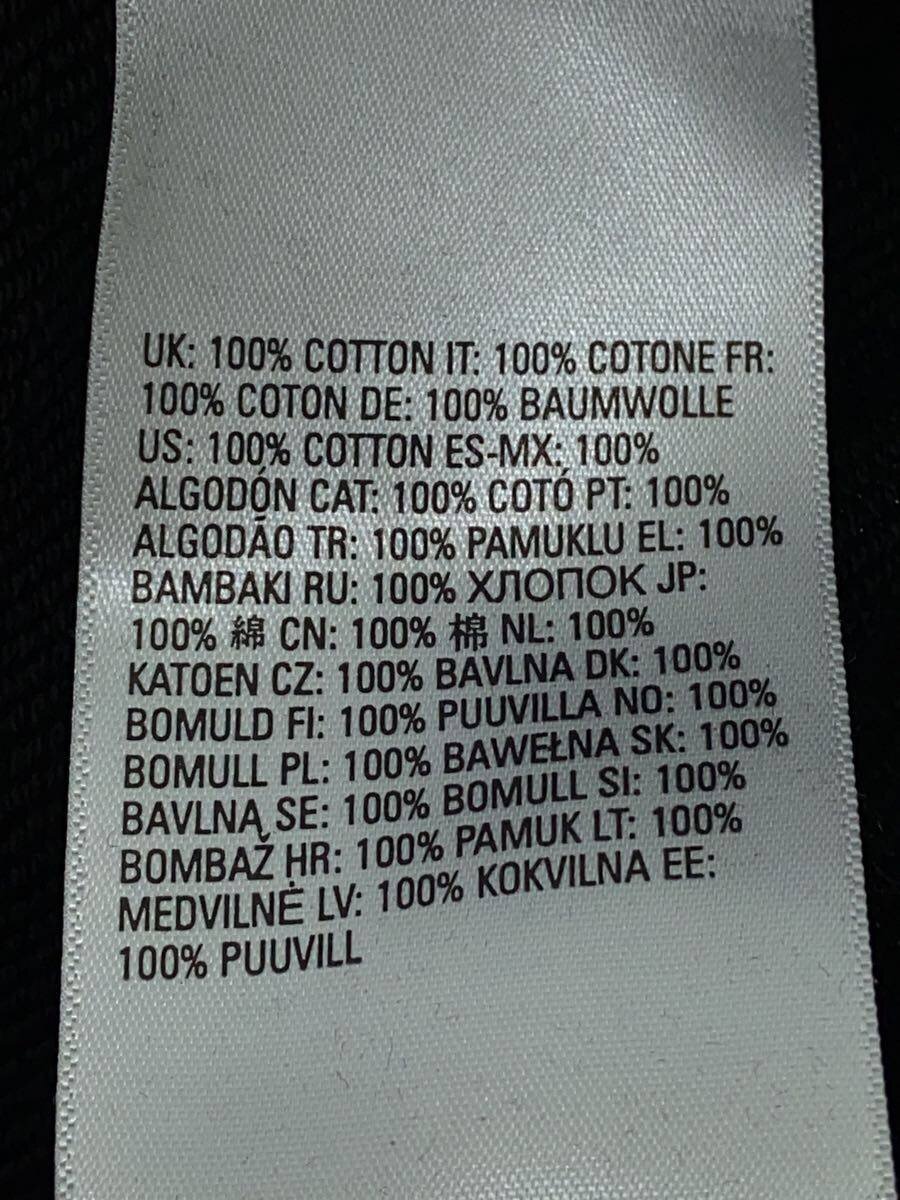 UK: 100% COTTON IT: 100% COTONE FR:
100% COTON DE: 100% BAUMWOLLE
US: 100% COTTON ES-MX: 100%
ALGODÓN CAT: 100% COTÓ PT: 100%
ALGODÃO TR: 100% PAMUKLU EL: 100%
BAMBAKI RU: 100% ХЛОПОК JP:
100% 綿 CN: 100% 棉 NL: 100%
KATOEN CZ: 100% BAVLNA DK: 100%
BOMULD FI: 100% PUUVILLA NO: 100%
BOMULL PL: 100% BAWEŁNA SK: 100%
BAVLNĄ SE: 100% BOMULL SI: 100%
BOMBAŽ HR: 100% PAMUK LT: 100%
MEDVILNĖ LV: 100% KOKVILNA EE:
100% PUUVILL